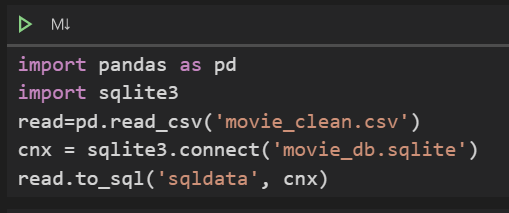 M↓
import pandas as pd
import sqlite3
read=pd.read_csv('movie_clean.csv')
cnx = sqlite3.connect('movie_db.sqlite')
read.to_sql('sqldata', cnx)